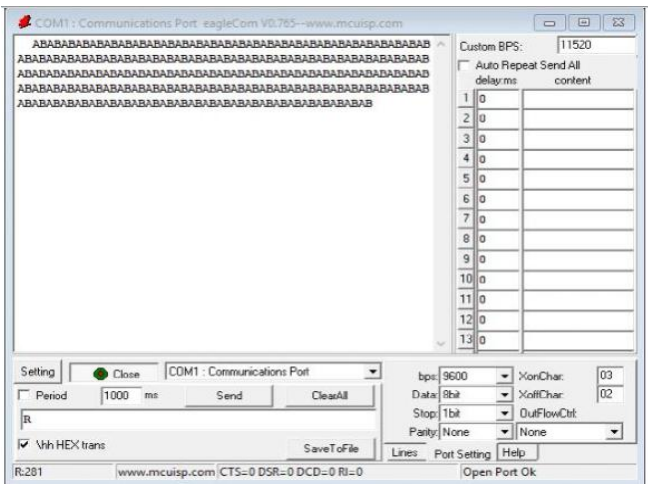 COM1 : Communications Port eagleCom V0.765--www.mcuisp.com
ABABABABABABABABABABABABABABABABABABABABABABABABABABABAB
ABABABABABABABABABABABABABABABABABABABABABABABABABABABABAB
ADADADADADADADADADADADADADADADADADADADADADADADADADADADADAD
ABABABABABABABABABABABABABABABABABABABABABABABABABABABABAB
ABABABABABABABABABABABABABABABABABABABABABABABABAB
Custom BPS: 11520
Auto Repeat Send All
delay:ms content
1 0
2 0
3 0
4 0
5 0
6 0
7 0
8 0
9 0
10 0
11 0
12 0
13 0
Setting Close COM1 : Communications Port
Period 1000 ms Send ClearAll
R
\hh HEX trans SaveToFile
bps: 9600 XonChar: 03
Data: 8bit XoffChar: 02
Stop: 1bit OutFlowCtrl:
Parity: None None
Lines Port Setting Help
R:281 www.mcuisp.com CTS=0 DSR=0 DCD=0 RI=0 Open Port Ok